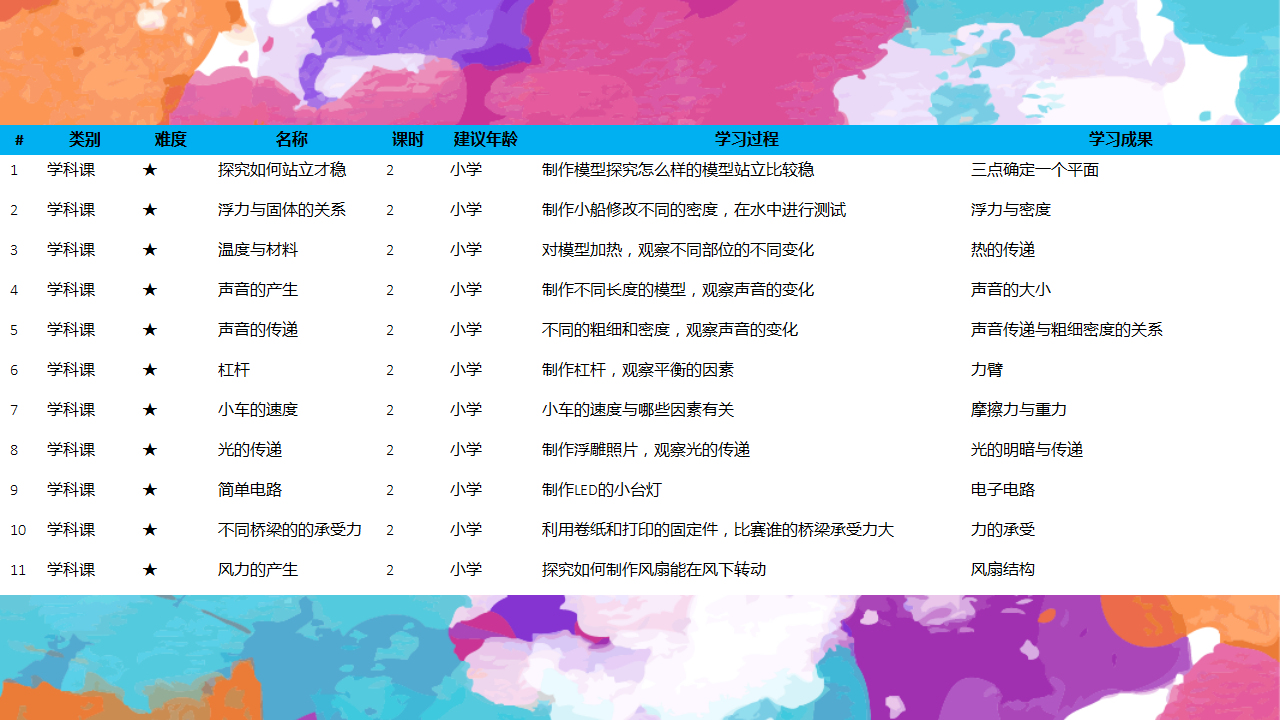 # 类别 难度 名称 课时 建议年龄 学习过程 学习成果
1 学科课 ★ 探究如何站立才稳 2 小学 制作模型探究怎么样的模型站立比较稳 三点确定一个平面
2 学科课 ★ 浮力与固体的关系 2 小学 制作小船修改不同的密度，在水中进行测试 浮力与密度
3 学科课 ★ 温度与材料 2 小学 对模型加热，观察不同部位的不同变化 热的传递
4 学科课 ★ 声音的产生 2 小学 制作不同长度的模型，观察声音的变化 声音的大小
5 学科课 ★ 声音的传递 2 小学 不同的粗细和密度，观察声音的变化 声音传递与粗细密度的关系
6 学科课 ★ 杠杆 2 小学 制作杠杆，观察平衡的因素 力臂
7 学科课 ★ 小车的速度 2 小学 小车的速度与哪些因素有关 摩擦力与重力
8 学科课 ★ 光的传递 2 小学 制作浮雕照片，观察光的传递 光的明暗与传递
9 学科课 ★ 简单电路 2 小学 制作LED的小台灯 电子电路
10 学科课 ★ 不同桥梁的的承受力 2 小学 利用卷纸和打印的固定件，比赛谁的桥梁承受力大 力的承受
11 学科课 ★ 风力的产生 2 小学 探究如何制作风扇能在风下转动 风扇结构